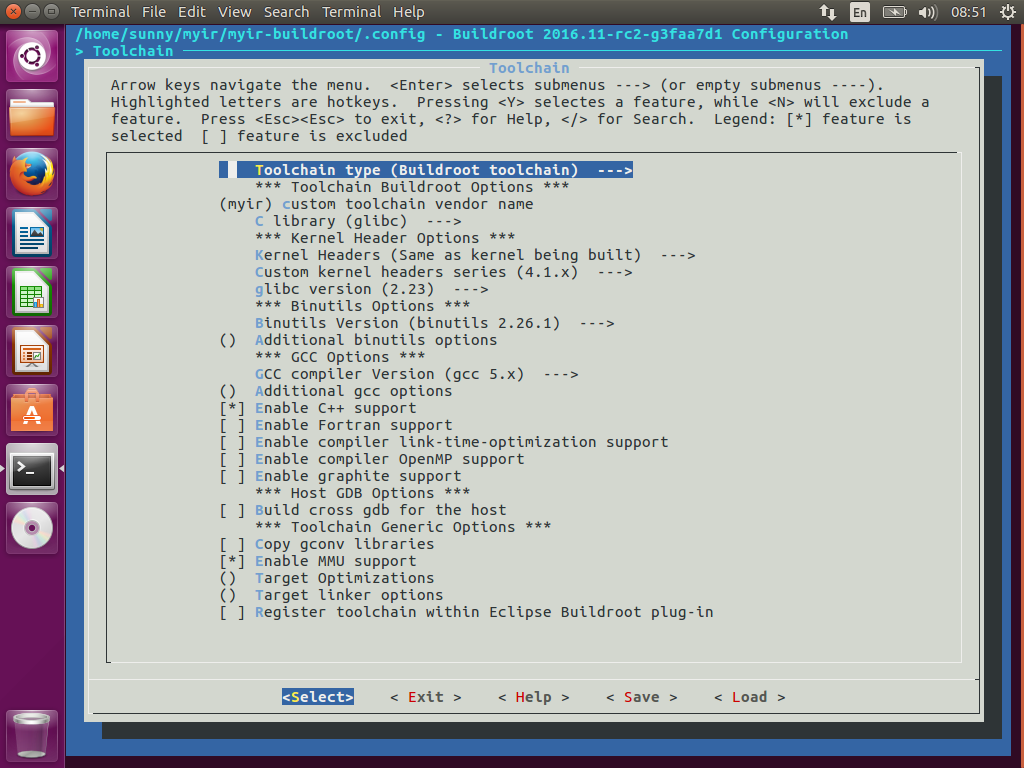 Terminal File Edit View Search Terminal Help En 08:51
/home/sunny/myir/myir-buildroot/.config - Buildroot 2016.11-rc2-g3faa7d1 Configuration
> Toolchain
Toolchain
Arrow keys navigate the menu.  <Enter> selects submenus ---> (or empty submenus ----).
Highlighted letters are hotkeys.  Pressing <Y> selectes a feature, while <N> will exclude a
feature.  Press <Esc><Esc> to exit, <?> for Help, </> for Search.  Legend: [*] feature is
selected  [ ] feature is excluded
Toolchain type (Buildroot toolchain)  --->
*** Toolchain Buildroot Options ***
(myir) custom toolchain vendor name
C library (glibc)  --->
*** Kernel Header Options ***
Kernel Headers (Same as kernel being built)  --->
Custom kernel headers series (4.1.x)  --->
glibc version (2.23)  --->
*** Binutils Options ***
Binutils Version (binutils 2.26.1)  --->
()  Additional binutils options
*** GCC Options ***
GCC compiler Version (gcc 5.x)  --->
()  Additional gcc options
[*] Enable C++ support
[ ] Enable Fortran support
[ ] Enable compiler link-time-optimization support
[ ] Enable compiler OpenMP support
[ ] Enable graphite support
*** Host GDB Options ***
[ ] Build cross gdb for the host
*** Toolchain Generic Options ***
[ ] Copy gconv libraries
[*] Enable MMU support
()  Target Optimizations
()  Target linker options
[ ] Register toolchain within Eclipse Buildroot plug-in
<Select>    < Exit >    < Help >    < Save >    < Load >